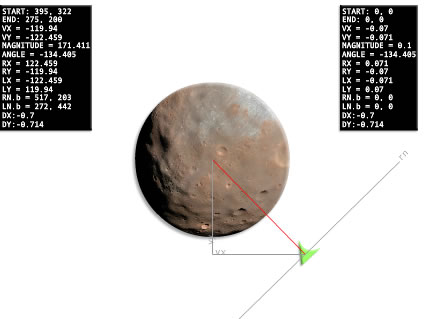 START: 395, 322
END: 275, 200
VX = -119.94
VY = -122.459
MAGNITUDE = 171.411
ANGLE = -134.405
RX = 122.459
RY = -119.94
LX = -122.459
LY = 119.94
RN.b = 517, 203
LN.b = 272, 442
DX:-0.7
DY:-0.714
START: 0, 0
END: 0, 0
VX = -0.07
VY = -0.071
MAGNITUDE = 0.1
ANGLE = -134.405
RX = 0.071
RY = -0.07
LX = -0.071
LY = 0.07
RN.b = 0, 0
LN.b = 0, 0
DX:-0.7
DY:-0.714
rn
vx